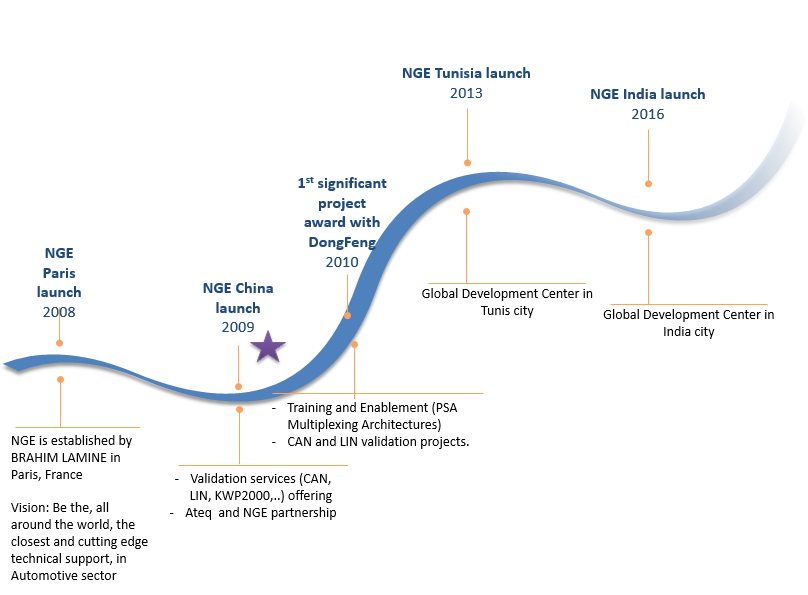 NGE
Paris
launch
2008
NGE is established by
BRAHIM LAMINE in
Paris, France
Vision: Be the, all
around the world, the
closest and cutting edge
technical support, in
Automotive sector
NGE China
launch
2009
- Validation services (CAN,
LIN, KWP2000,..) offering
- Ateq and NGE partnership
1st significant
project
award with
DongFeng
2010
- Training and Enablement (PSA
Multiplexing Architectures)
- CAN and LIN validation projects.
NGE Tunisia launch
2013
Global Development Center in
Tunis city
NGE India launch
2016
Global Development Center in
India city